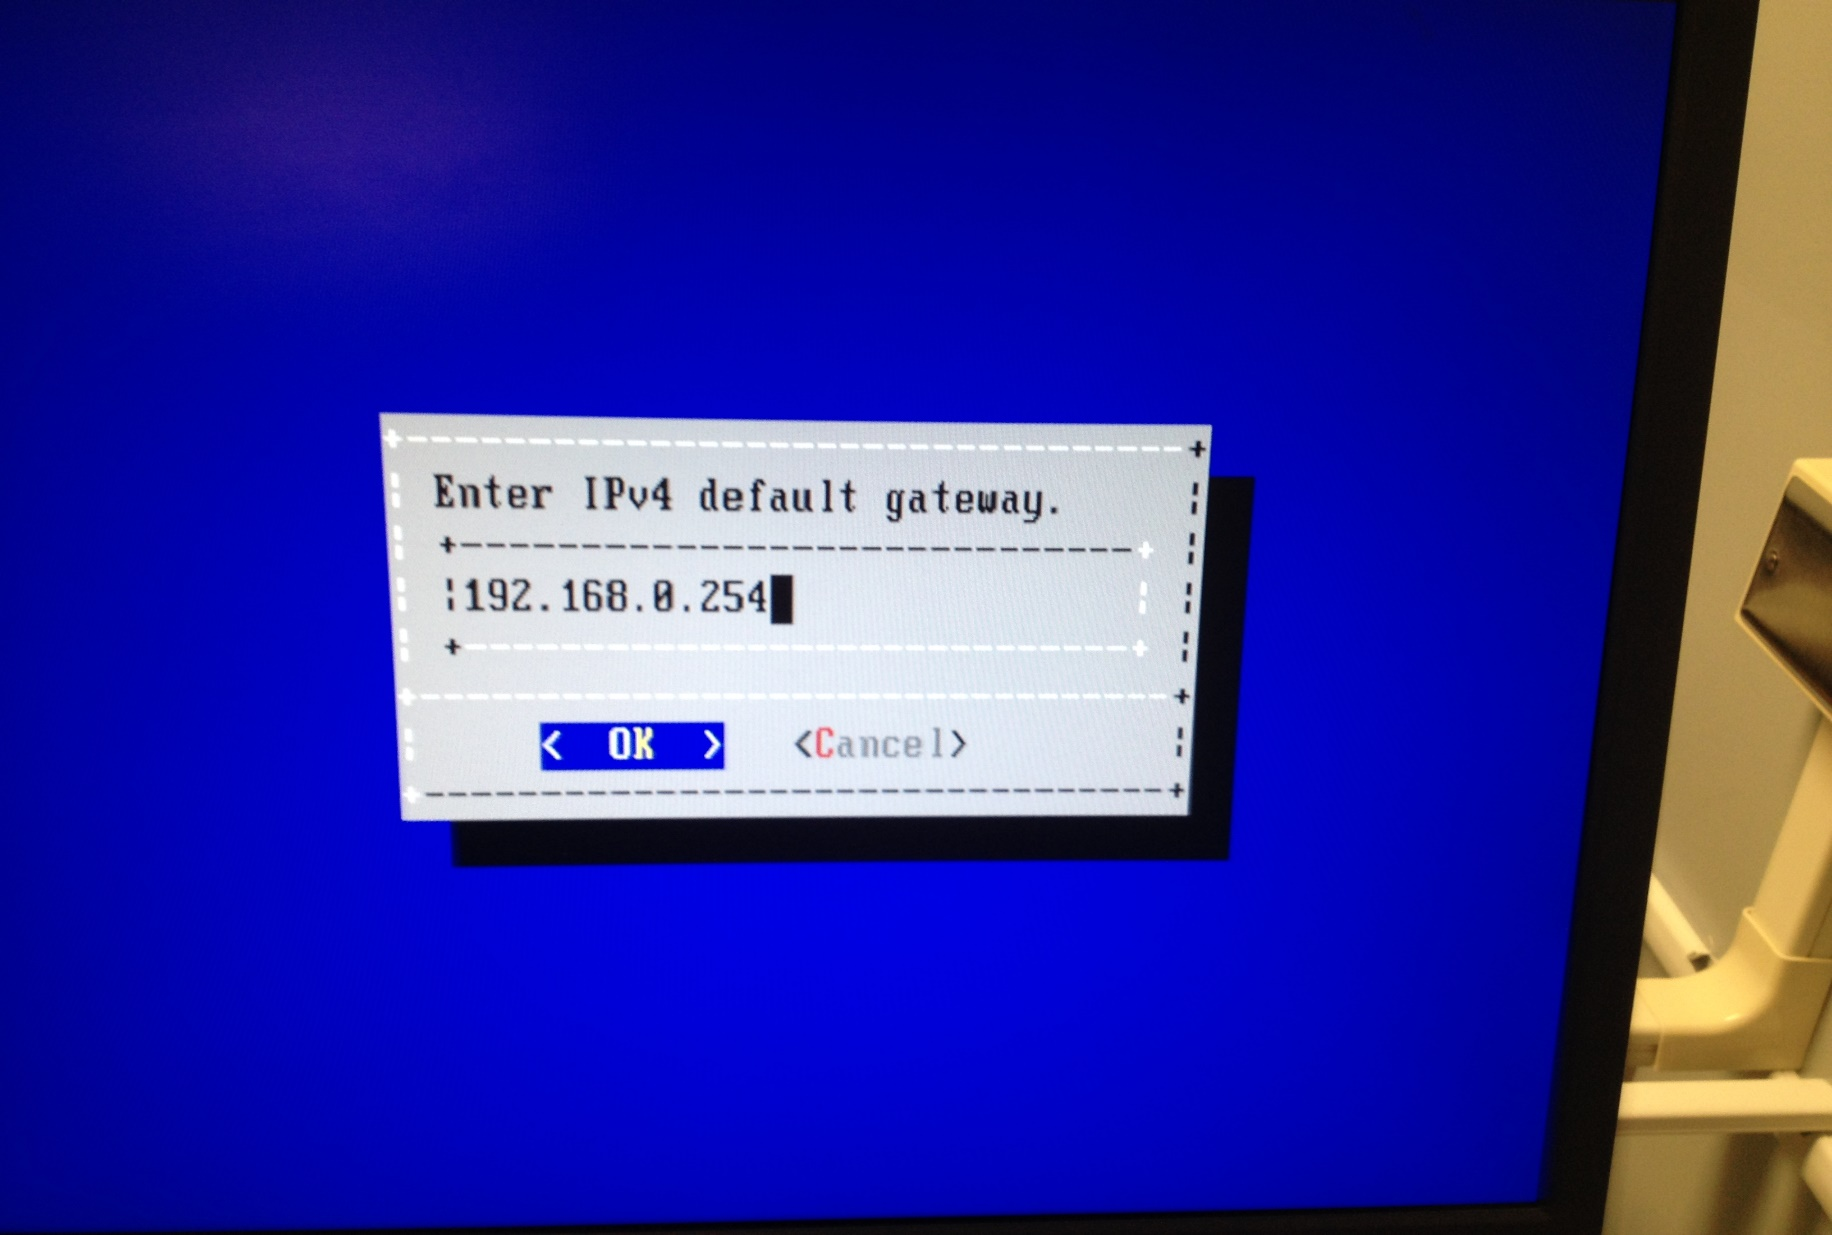 Enter IPv4 default gateway.
192.168.0.254
< OK > <Cancel>